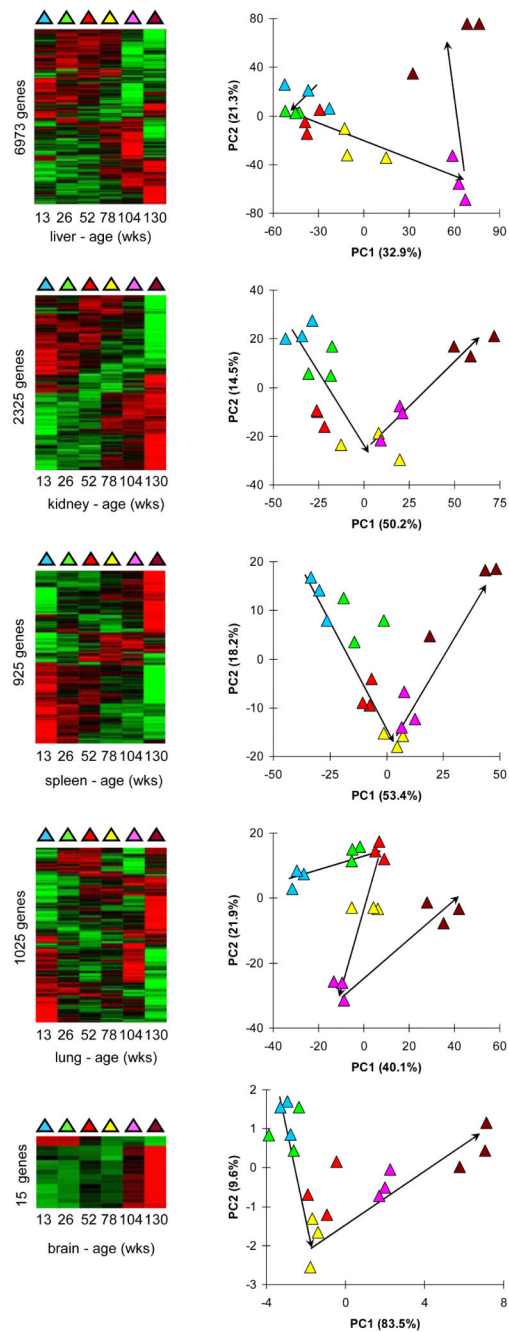 6973 genes
13 26 52 78 104 130
liver - age (wks)
PC2 (21.3%)
80
40
0
-40
-80
-60 -30 0 30 60 90
PC1 (32.9%)
2325 genes
13 26 52 78 104 130
kidney - age (wks)
PC2 (14.5%)
40
20
0
-20
-40
-50 -25 0 25 50 75
PC1 (50.2%)
925 genes
13 26 52 78 104 130
spleen - age (wks)
PC2 (18.2%)
20
10
0
-10
-20
-50 -25 0 25 50
PC1 (53.4%)
1025 genes
13 26 52 78 104 130
lung - age (wks)
PC2 (21.9%)
20
0
-20
-40
-40 -20 0 20 40 60
PC1 (40.1%)
15 genes
13 26 52 78 104 130
brain - age (wks)
PC2 (9.6%)
2
1
0
-1
-2
-3
-4 0 4 8
PC1 (83.5%)